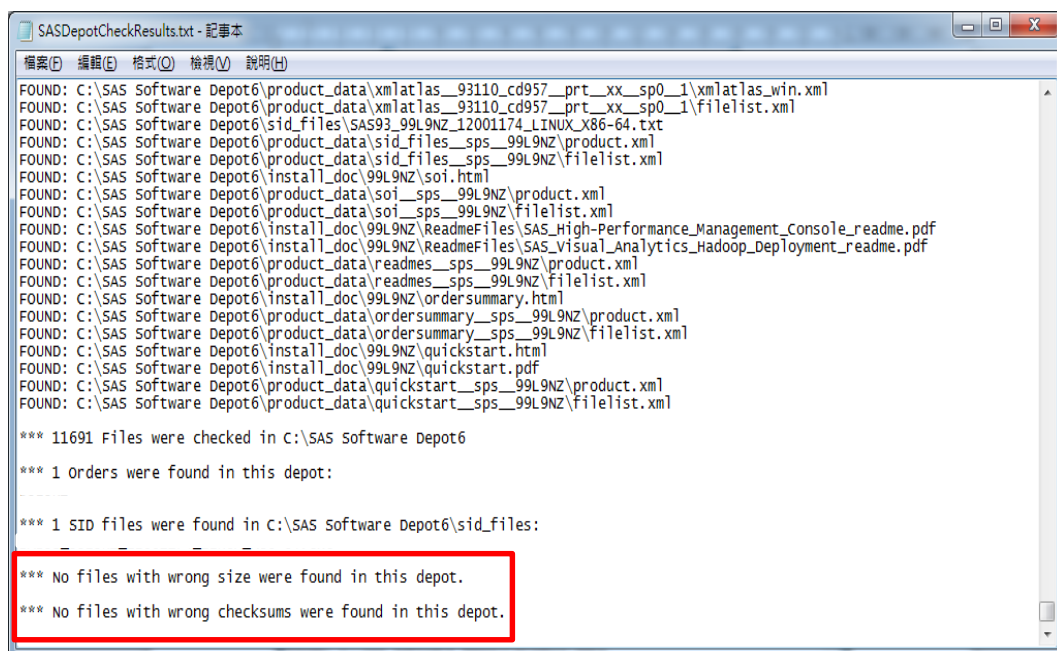 SASDepotCheckResults.txt - 記事本
檔案(F) 編輯(E) 格式(O) 檢視(V) 說明(H)
FOUND: C:\SAS Software Depot6\product_data\xmlatlas__93110_cd957__prt__xx__sp0__1\xmlatlas_win.xml
FOUND: C:\SAS Software Depot6\product_data\xmlatlas__93110_cd957__prt__xx__sp0__1\filelist.xml
FOUND: C:\SAS Software Depot6\sid_files\SAS93_99L9NZ_12001174_LINUX_X86-64.txt
FOUND: C:\SAS Software Depot6\product_data\sid_files__sps__99L9NZ\product.xml
FOUND: C:\SAS Software Depot6\product_data\sid_files__sps__99L9NZ\filelist.xml
FOUND: C:\SAS Software Depot6\install_doc\99L9NZ\soi.html
FOUND: C:\SAS Software Depot6\product_data\soi__sps__99L9NZ\product.xml
FOUND: C:\SAS Software Depot6\product_data\soi__sps__99L9NZ\filelist.xml
FOUND: C:\SAS Software Depot6\install_doc\99L9NZ\ReadmeFiles\SAS_High-Performance_Management_Console_readme.pdf
FOUND: C:\SAS Software Depot6\install_doc\99L9NZ\ReadmeFiles\SAS_Visual_Analytics_Hadoop_Deployment_readme.pdf
FOUND: C:\SAS Software Depot6\product_data\readmes__sps__99L9NZ\product.xml
FOUND: C:\SAS Software Depot6\product_data\readmes__sps__99L9NZ\filelist.xml
FOUND: C:\SAS Software Depot6\install_doc\99L9NZ\ordersummary.html
FOUND: C:\SAS Software Depot6\product_data\ordersummary__sps__99L9NZ\product.xml
FOUND: C:\SAS Software Depot6\product_data\ordersummary__sps__99L9NZ\filelist.xml
FOUND: C:\SAS Software Depot6\install_doc\99L9NZ\quickstart.html
FOUND: C:\SAS Software Depot6\install_doc\99L9NZ\quickstart.pdf
FOUND: C:\SAS Software Depot6\product_data\quickstart__sps__99L9NZ\product.xml
FOUND: C:\SAS Software Depot6\product_data\quickstart__sps__99L9NZ\filelist.xml
*** 11691 Files were checked in C:\SAS Software Depot6
*** 1 Orders were found in this depot:
*** 1 SID files were found in C:\SAS Software Depot6\sid_files:
*** No files with wrong size were found in this depot.
*** No files with wrong checksums were found in this depot.